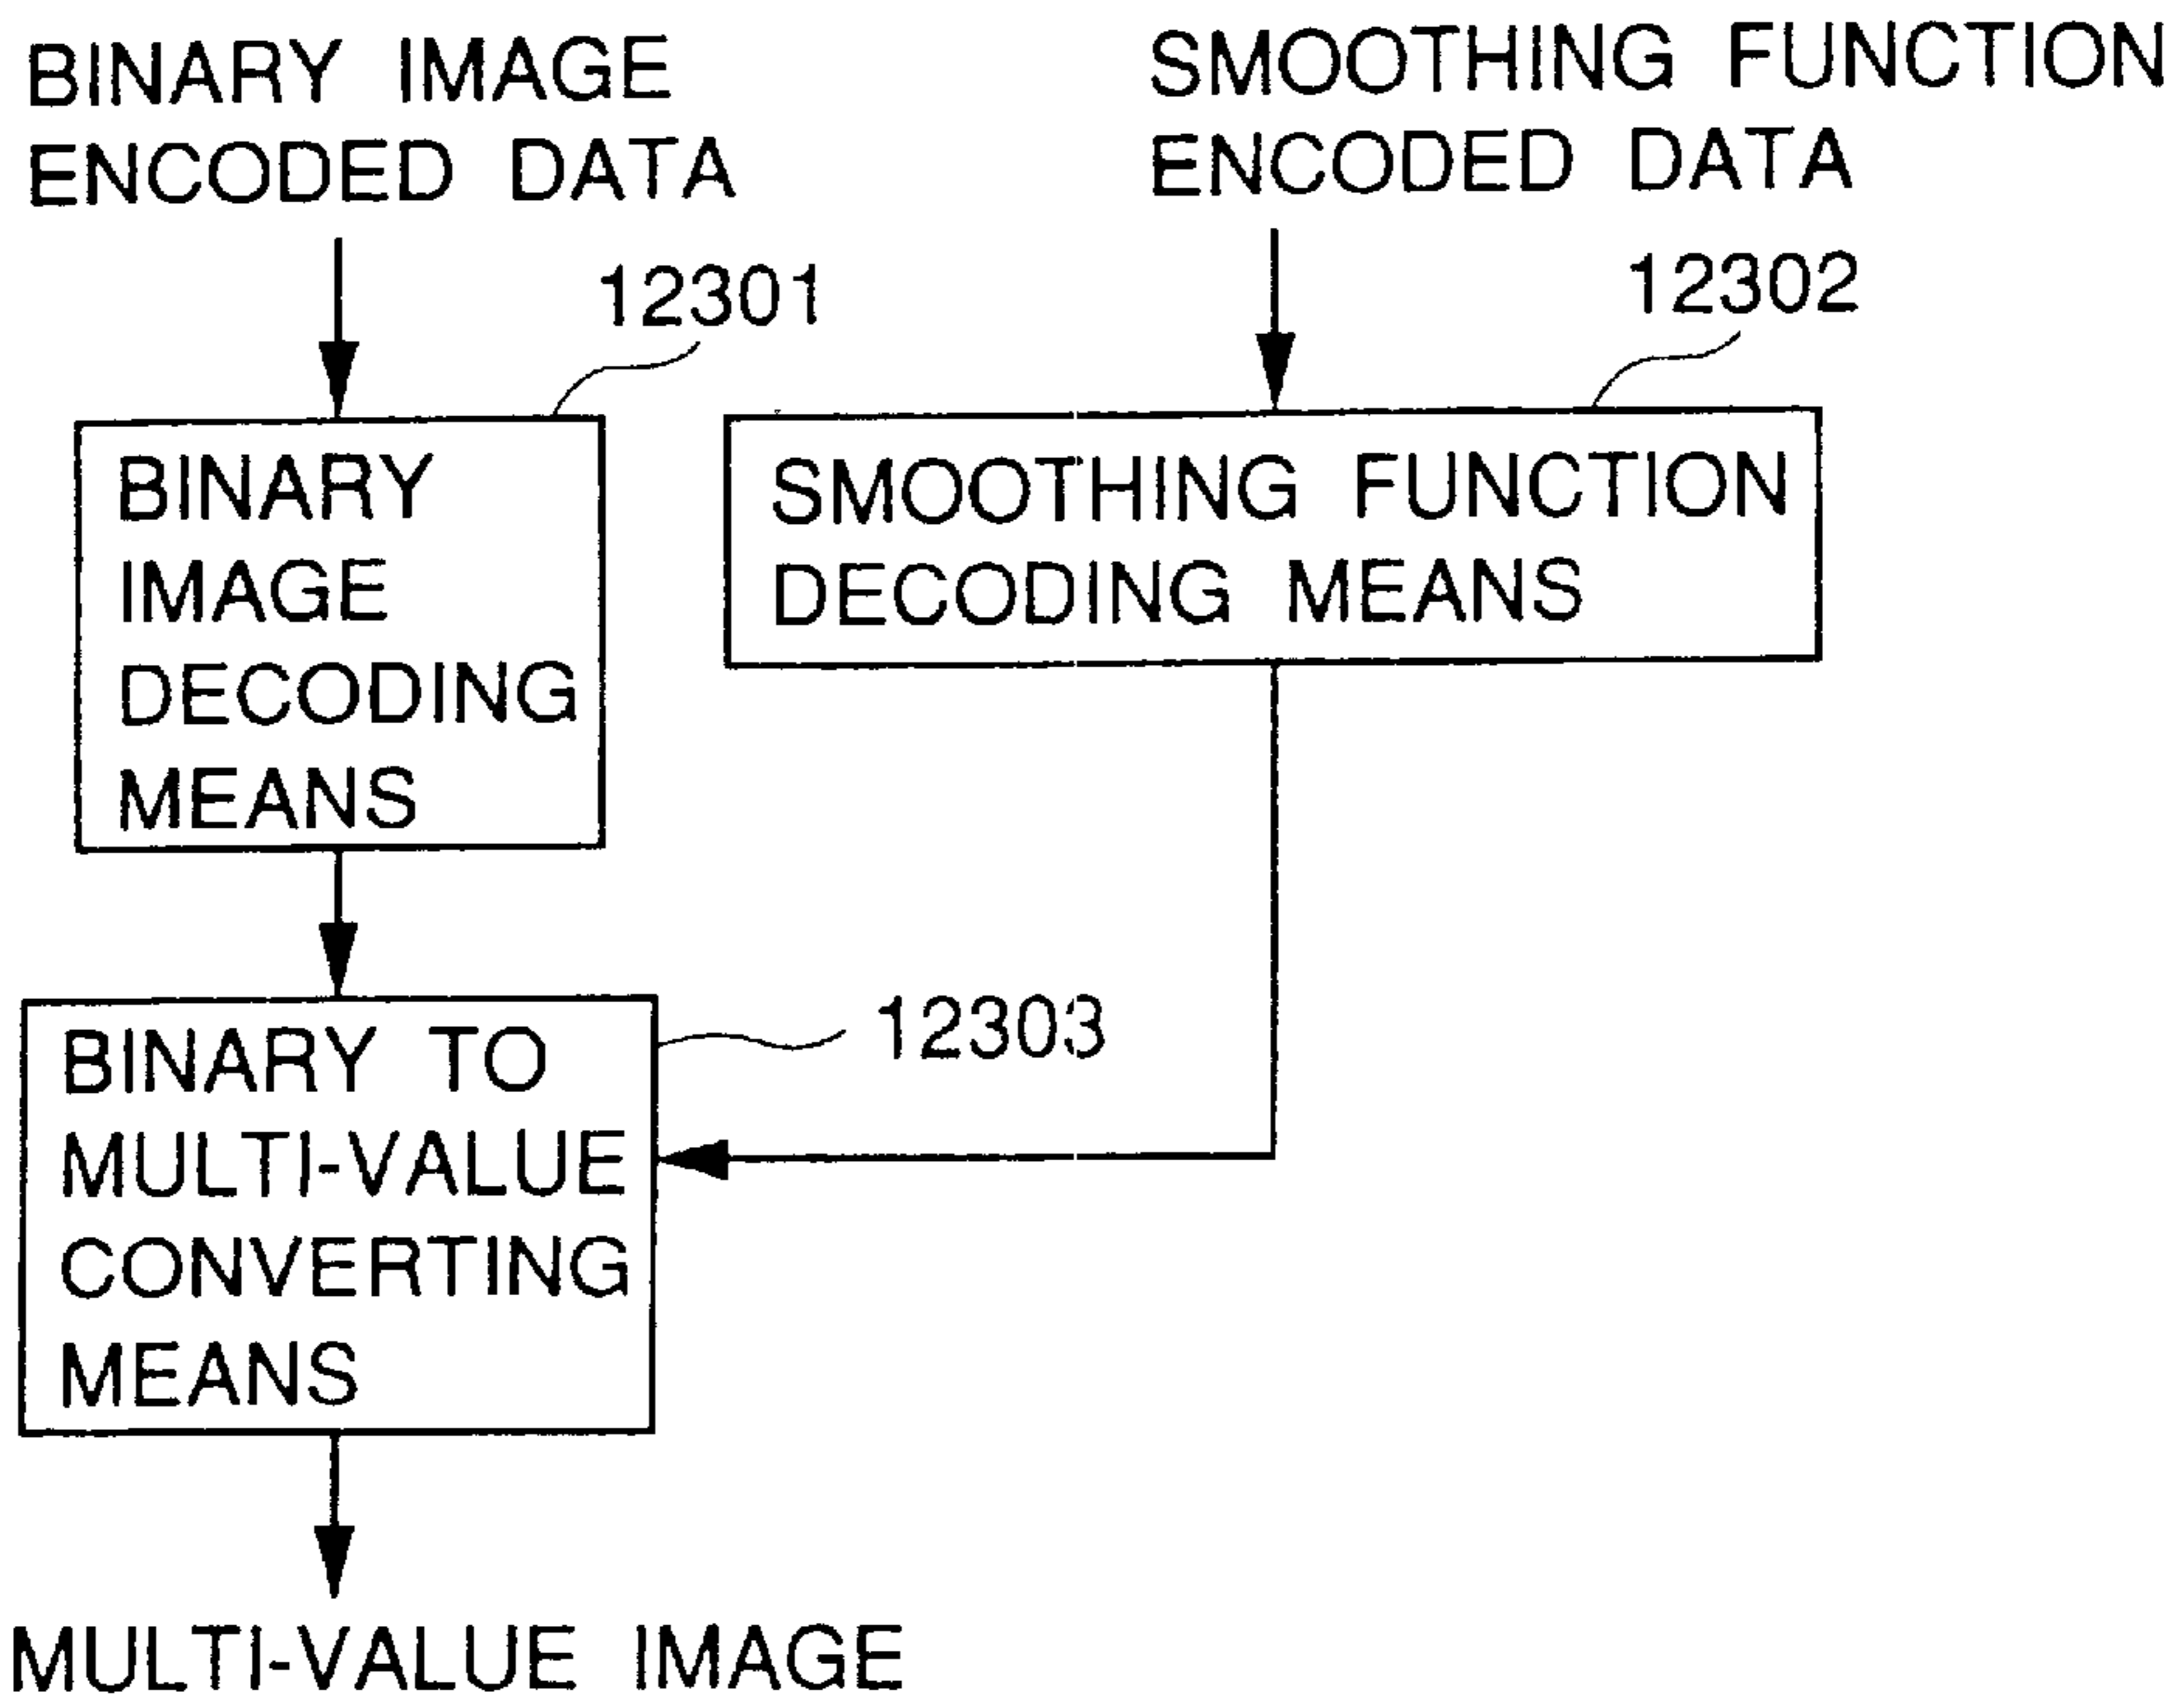 BINARY IMAGE
ENCODED DATA
SMOOTHING FUNCTION
ENCODED DATA
12301
12302
BINARY
IMAGE
DECODING
MEANS
SMOOTHING FUNCTION
DECODING MEANS
12303
BINARY TO
MULTI-VALUE
CONVERTING
MEANS
MULTI-VALUE IMAGE